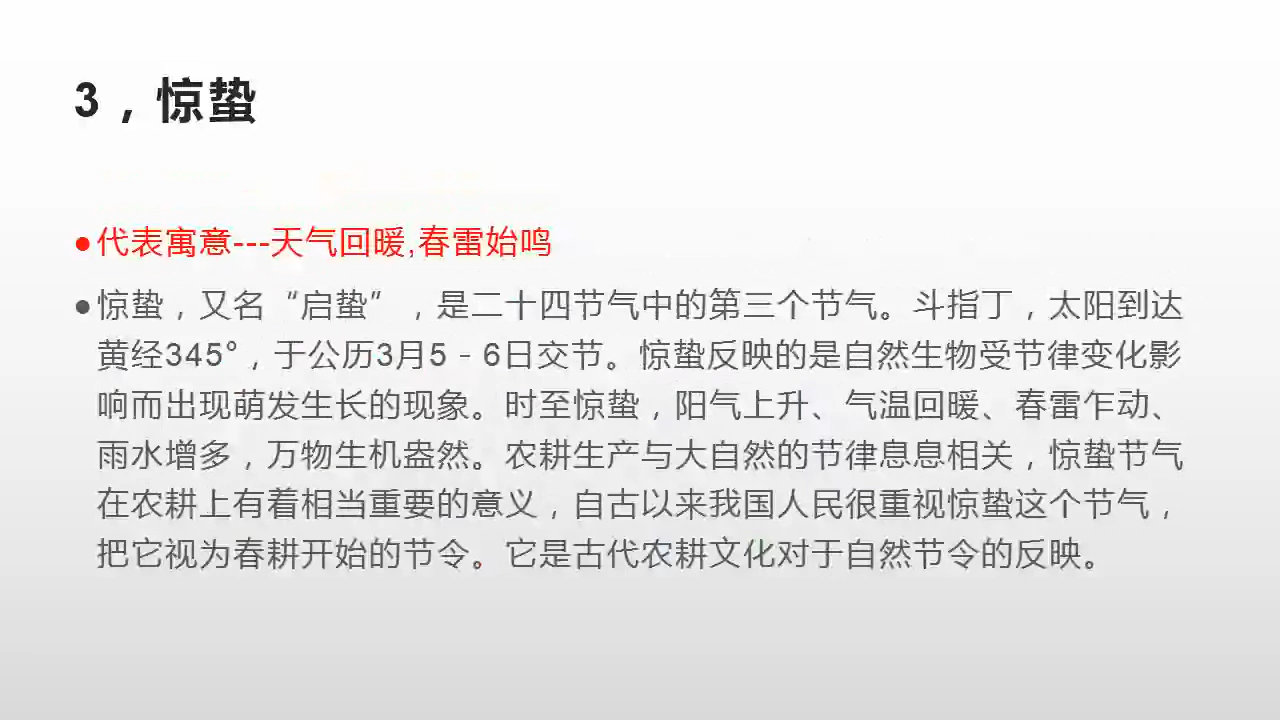 3，惊蛰
●代表寓意---天气回暖,春雷始鸣
●惊蛰，又名“启蛰”，是二十四节气中的第三个节气。斗指丁，太阳到达
黄经345°，于公历3月5－6日交节。惊蛰反映的是自然生物受节律变化影
响而出现萌发生长的现象。时至惊蛰，阳气上升、气温回暖、春雷乍动、
雨水增多，万物生机盎然。农耕生产与大自然的节律息息相关，惊蛰节气
在农耕上有着相当重要的意义，自古以来我国人民很重视惊蛰这个节气，
把它视为春耕开始的节令。它是古代农耕文化对于自然节令的反映。